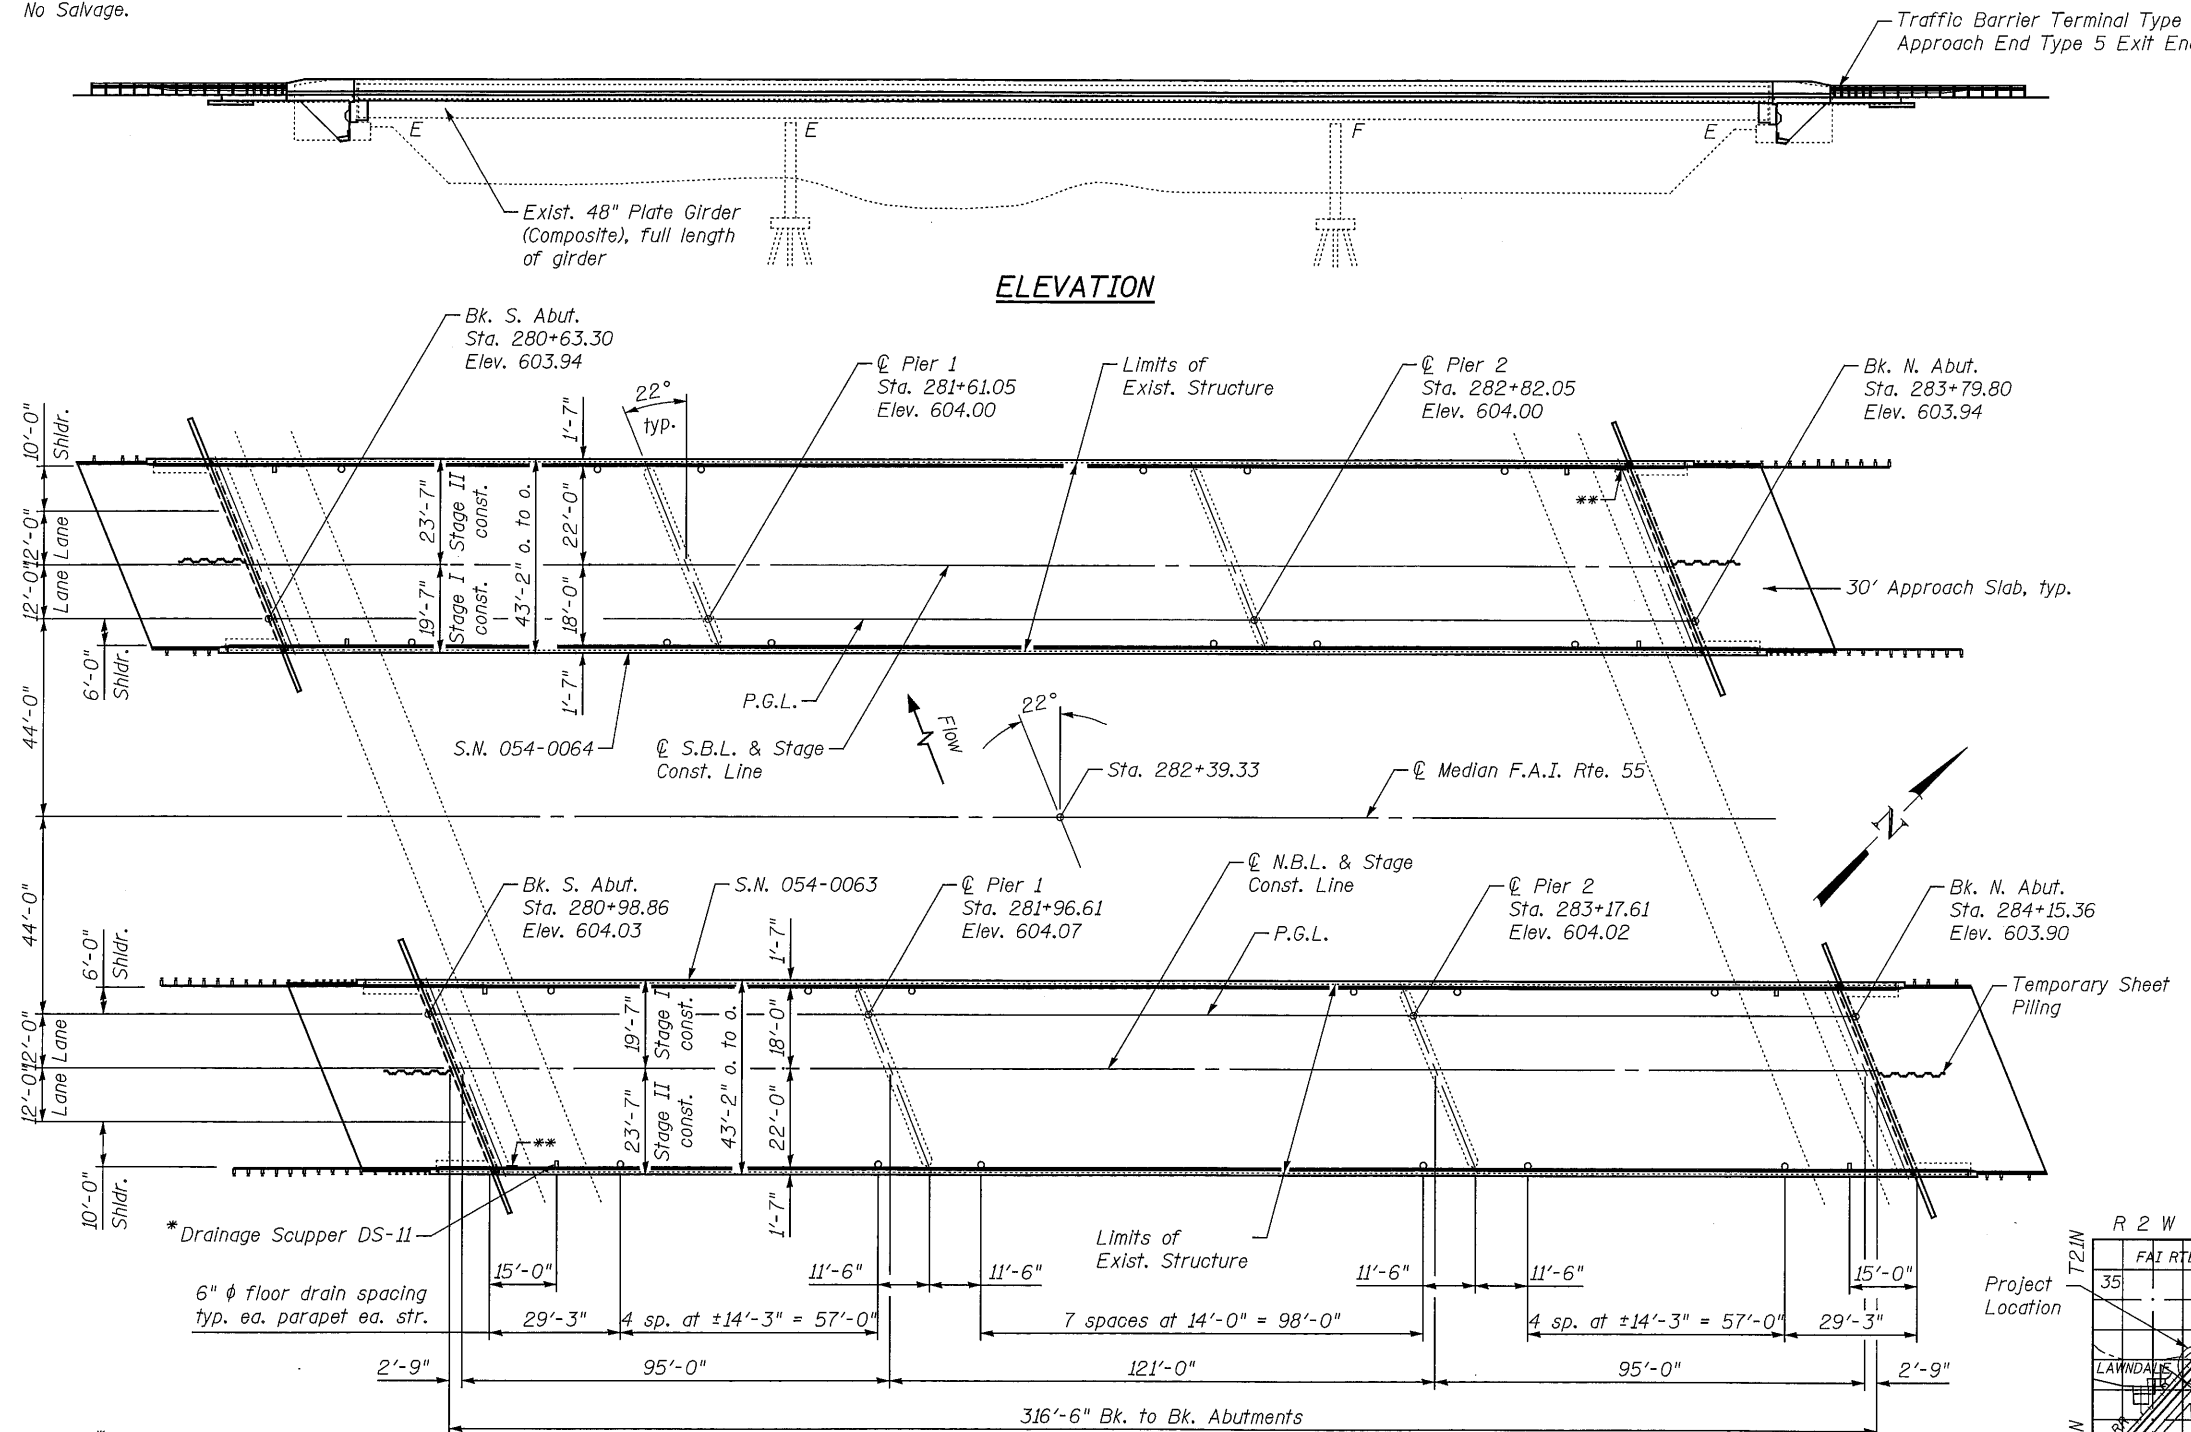 No Salvage.
Traffic Barrier Terminal Type
Approach End Type 5 Exit
E
E
F
E
Exist. 48" Plate Girder
(Composite), full length
of girder
ELEVATION
Bk. S. Abut.
Sta. 280+63.30
Elev. 603.94
℄ Pier 1
Sta. 281+61.05
Elev. 604.00
Limits of
Exist. Structure
℄ Pier 2
Sta. 282+82.05
Elev. 604.00
Bk. N. Abut.
Sta. 283+79.80
Elev. 603.94
22°
typ.
10'-0"
Shldr.
12'-0"
Lane
12'-0"
Lane
6'-0"
Shldr.
44'-0"
23'-7"
Stage II
const.
19'-7"
Stage I
const.
43'-2" o. to o.
1'-7"
22'-0"
18'-0"
1'-7"
**
30' Approach Slab, typ.
P.G.L.
S.N. 054-0064
℄ S.B.L. & Stage
Const. Line
Flow
22°
Sta. 282+39.33
℄ Median F.A.I. Rte. 55
N
44'-0"
6'-0"
Shldr.
12'-0"
Lane
12'-0"
Lane
10'-0"
Shldr.
Bk. S. Abut.
Sta. 280+98.86
Elev. 604.03
S.N. 054-0063
℄ Pier 1
Sta. 281+96.61
Elev. 604.07
℄ N.B.L. & Stage
Const. Line
P.G.L.
℄ Pier 2
Sta. 283+17.61
Elev. 604.02
Bk. N. Abut.
Sta. 284+15.36
Elev. 603.90
Temporary Sheet
Piling
19'-7"
Stage I
const.
23'-7"
Stage II
const.
43'-2" o. to o.
1'-7"
18'-0"
22'-0"
1'-7"
**
*Drainage Scupper DS-11
Limits of
Exist. Structure
6" ϕ floor drain spacing
typ. ea. parapet ea. str.
15'-0"
11'-6"
11'-6"
11'-6"
11'-6"
15'-0"
29'-3"
4 sp. at ±14'-3" = 57'-0"
7 spaces at 14'-0" = 98'-0"
4 sp. at ±14'-3" = 57'-0"
29'-3"
2'-9"
95'-0"
121'-0"
95'-0"
2'-9"
316'-6" Bk. to Bk. Abutments
R 2 W
T21N
FAI
35
Project
Location
LAWNDALE